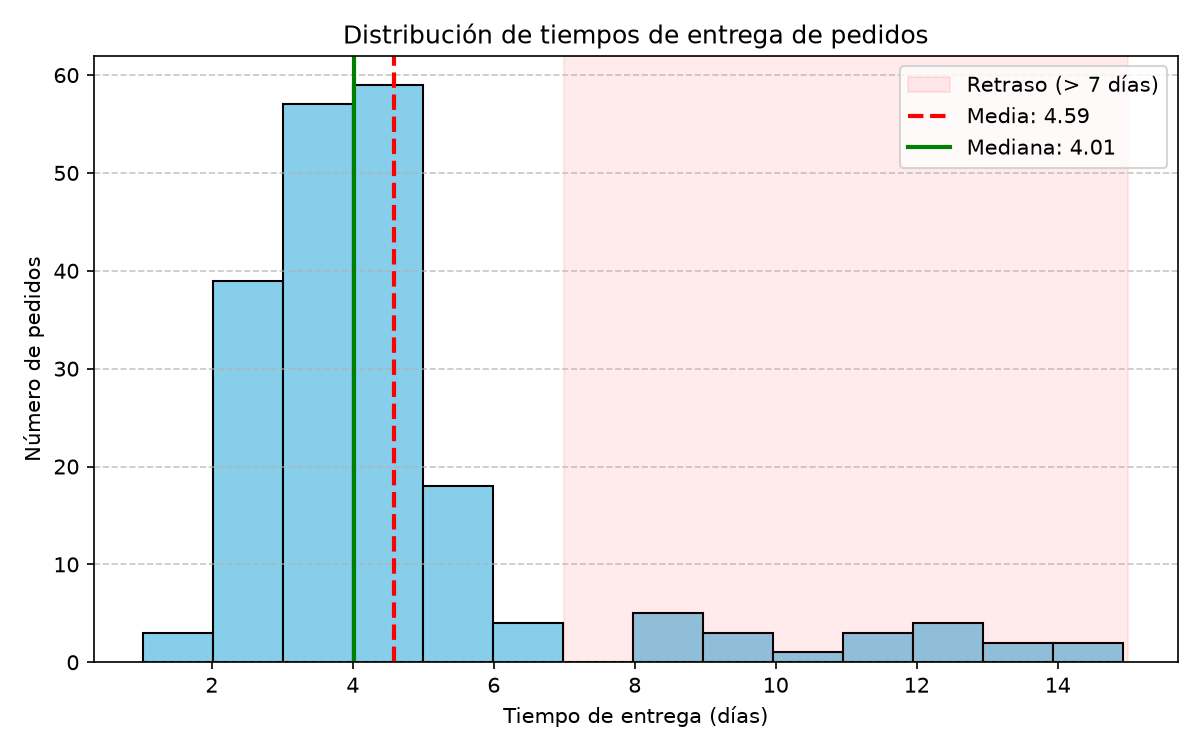 Distribución de tiempos de entrega de pedidos
Retraso (> 7 días)
Media: 4.59
Mediana: 4.01
Número de pedidos
60
50
40
30
20
10
0
2 4 6 8 10 12 14
Tiempo de entrega (días)